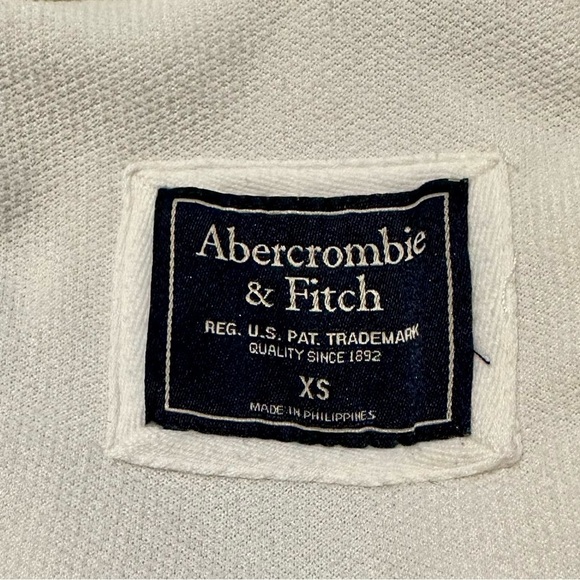 Abercrombie
& Fitch
REG. U.S. PAT. TRADEMARK
QUALITY SINCE 1892
XS
MADE IN PHILIPPINES